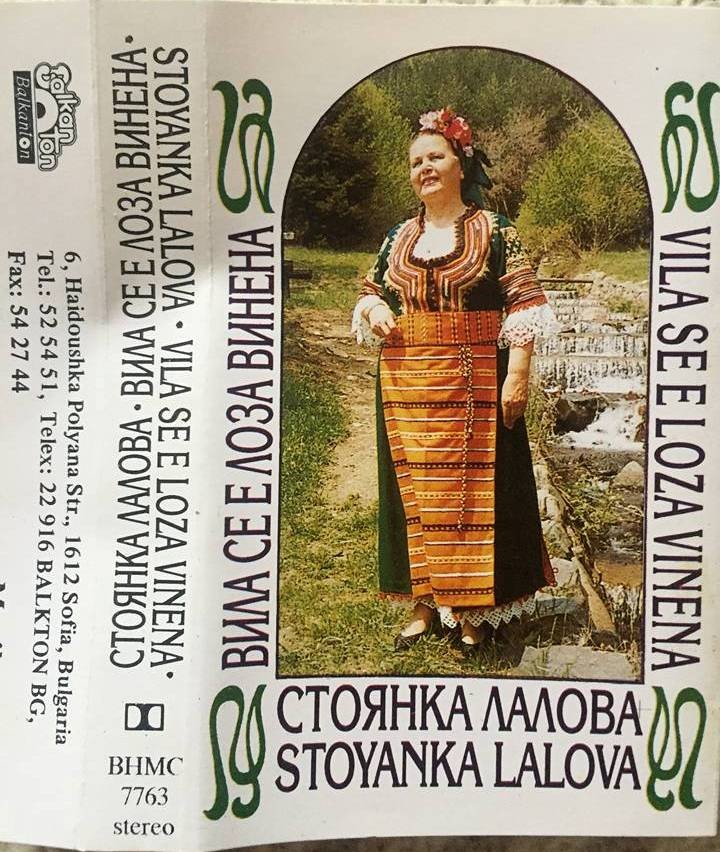 Balkanton
Balkanton
6, Haidoushka Polyana Str., 1612 Sofia, Bulgaria
Tel.: 52 54 51, Telex: 22 916 BALKTON BG,
Fax: 54 27 44
STOYANKA LALOVA • VILA SE E LOZA VINENA •
СТОЯНКА ЛАЛОВА • ВИЛА СЕ Е ЛОЗА ВИНЕНА •
BHMC
7763
stereo
ВИЛА СЕ Е ЛОЗА ВИНЕНА
VILA SE E LOZA VINENA
СТОЯНКА ЛАЛОВА
STOYANKA LALOVA